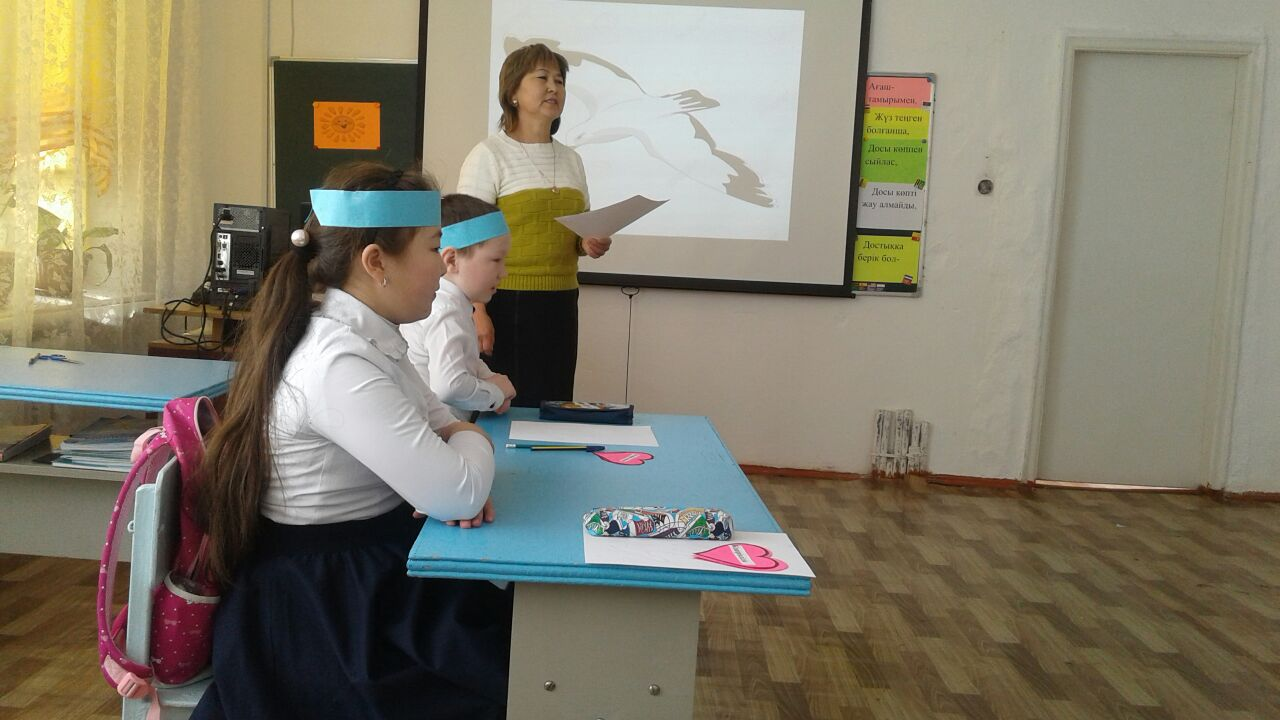 Ағаш-
тамырымен,
Жүз теңген
болғанша,
Досы көппен
сыйлас,
Досы көпті
жау алмайды,
Достыққа
берік бол-